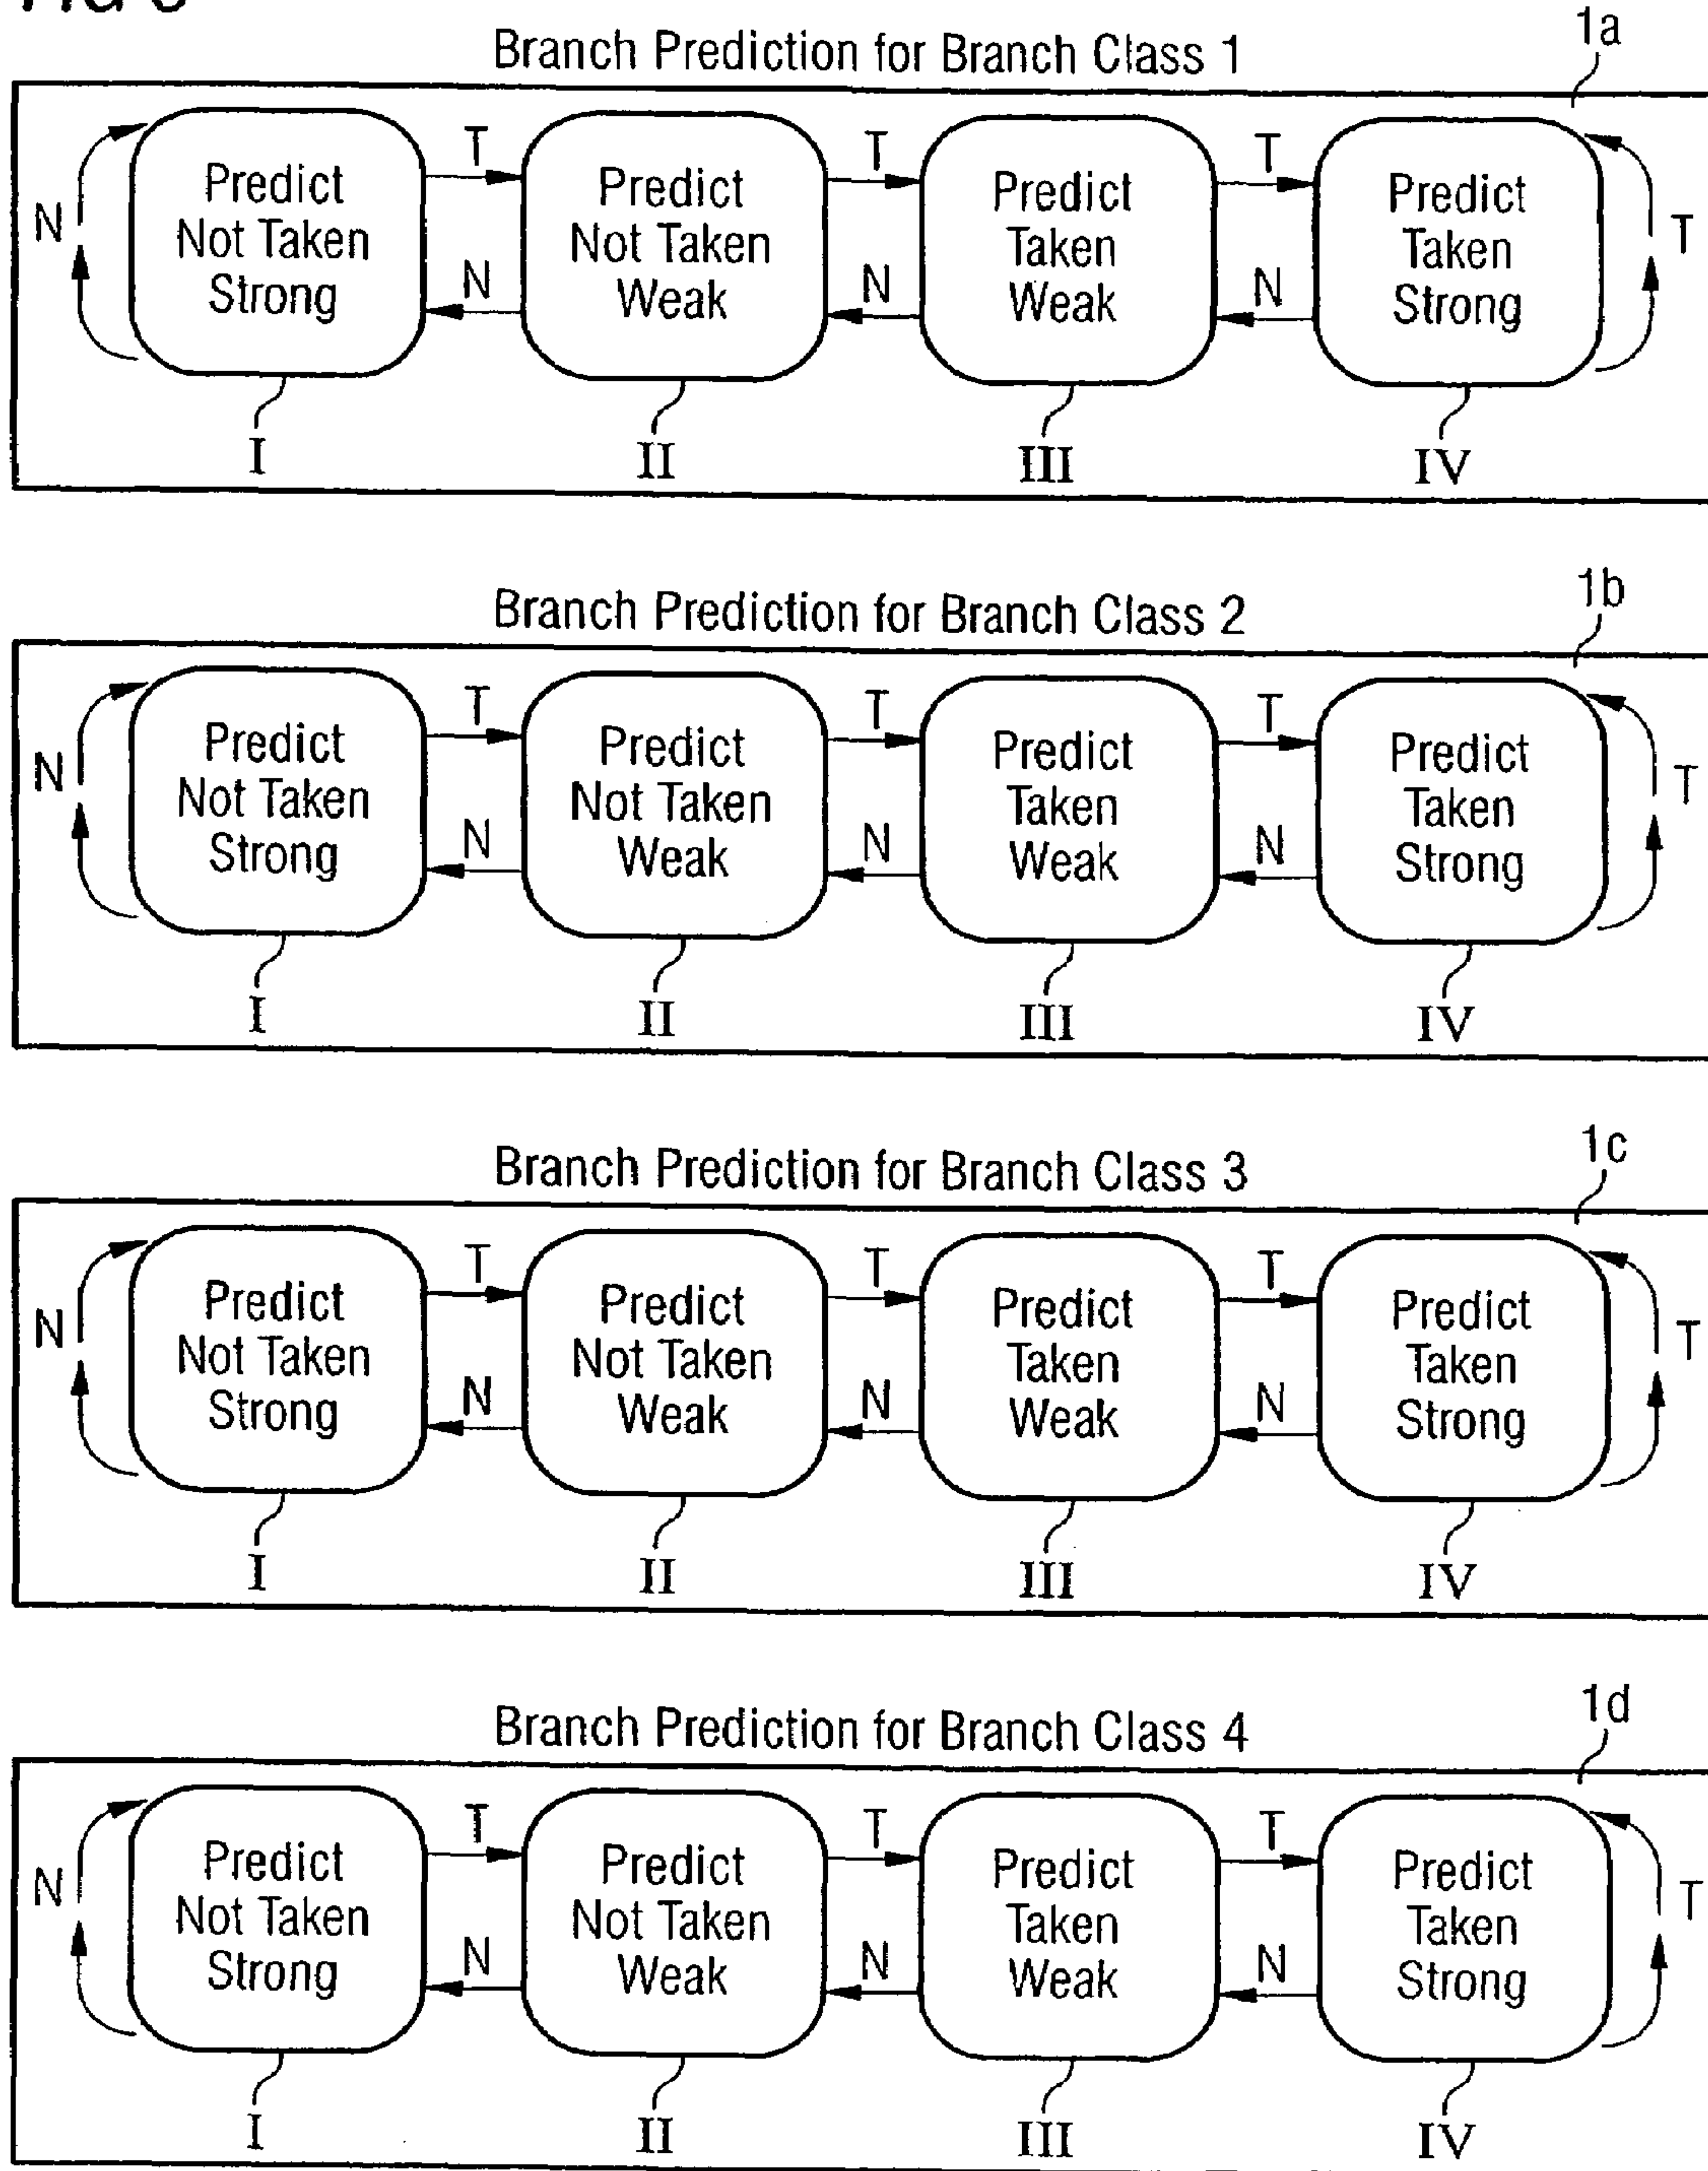 Branch Prediction for Branch Class 1
1a
N
Predict
Not Taken
Strong
T
N
Predict
Not Taken
Weak
T
N
Predict
Taken
Weak
T
N
Predict
Taken
Strong
T
I
II
III
IV
Branch Prediction for Branch Class 2
1b
N
Predict
Not Taken
Strong
T
N
Predict
Not Taken
Weak
T
N
Predict
Taken
Weak
T
N
Predict
Taken
Strong
T
I
II
III
IV
Branch Prediction for Branch Class 3
1c
N
Predict
Not Taken
Strong
T
N
Predict
Not Taken
Weak
T
N
Predict
Taken
Weak
T
N
Predict
Taken
Strong
T
I
II
III
IV
Branch Prediction for Branch Class 4
1d
N
Predict
Not Taken
Strong
T
N
Predict
Not Taken
Weak
T
N
Predict
Taken
Weak
T
N
Predict
Taken
Strong
T
I
II
III
IV